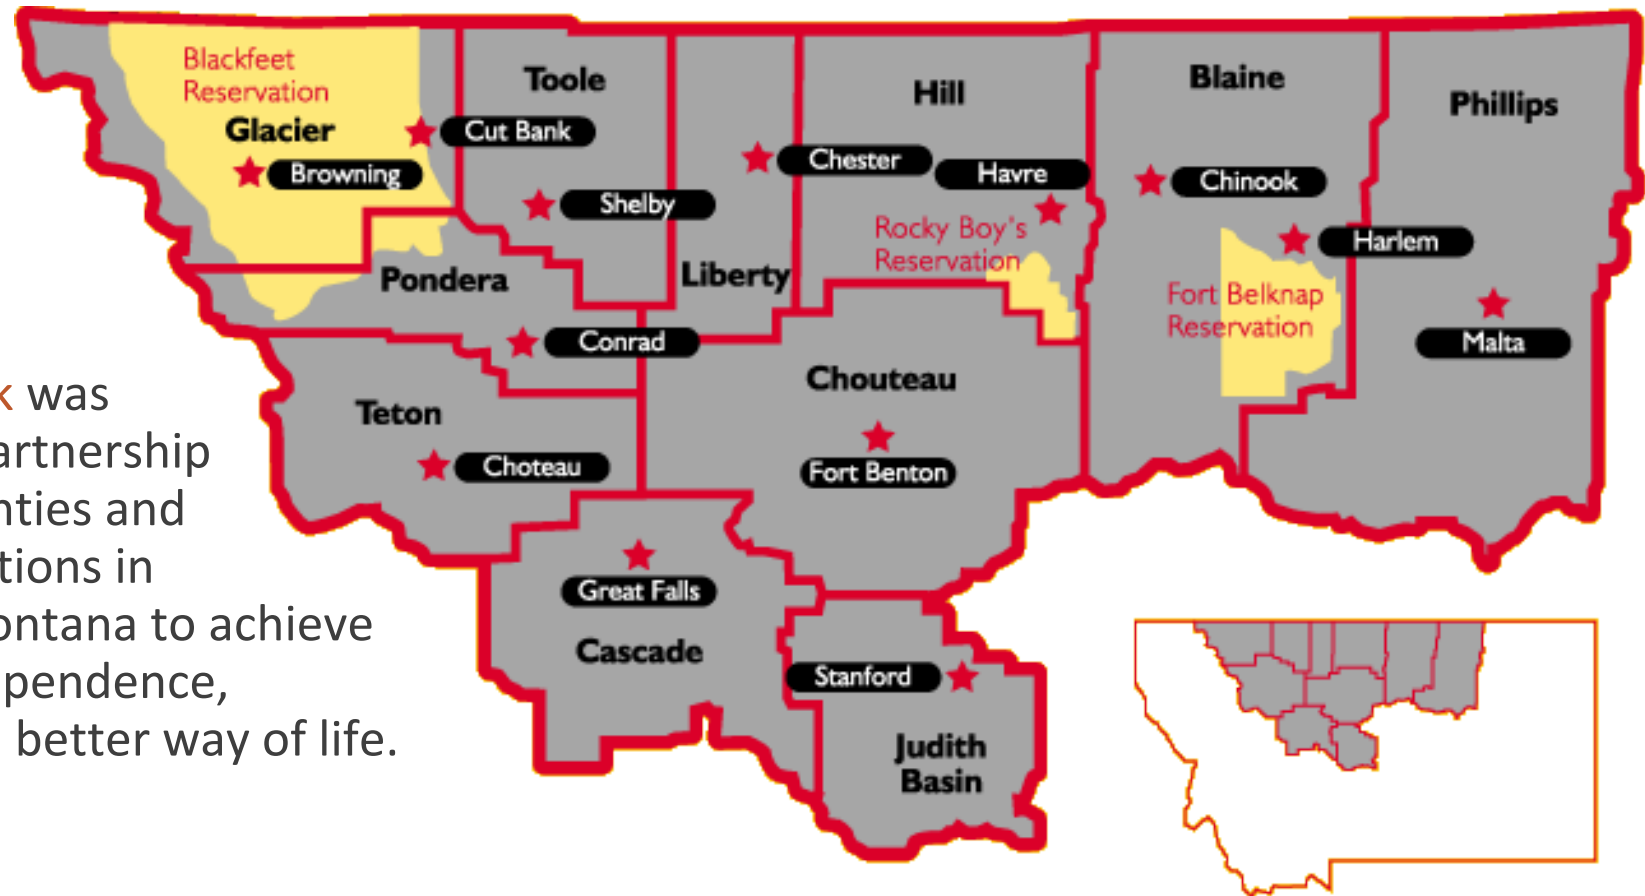 Blackfeet
Reservation
Glacier
Browning
Cut Bank
Toole
Shelby
Liberty
Chester
Hill
Havre
Rocky Boy's
Reservation
Blaine
Chinook
Harlem
Fort Belknap
Reservation
Phillips
Malta
Pondera
Conrad
Teton
Choteau
Chouteau
Fort Benton
Great Falls
Cascade
Stanford
Judith
Basin
k was
artnership
nties and
tions in
ontana to achieve
pendence,
better way of life.